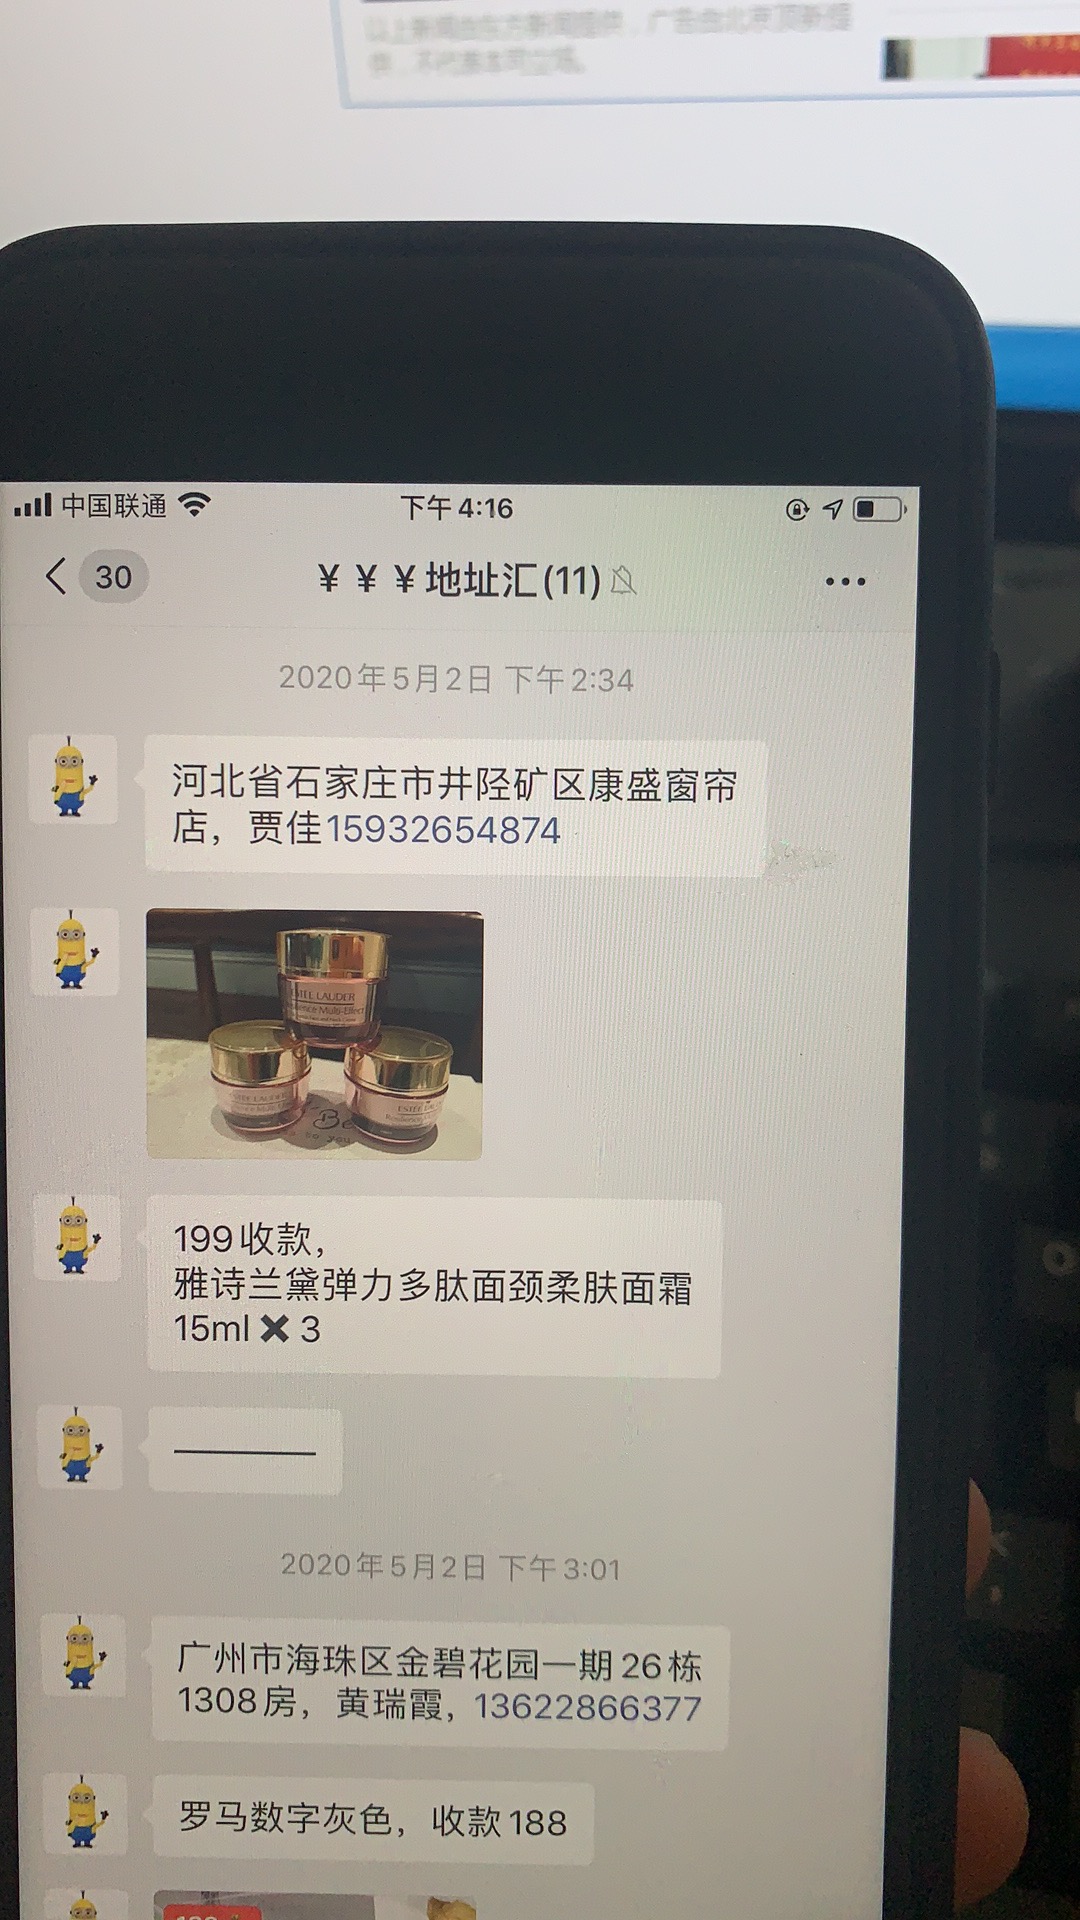 中国联通
下午4:16
30
¥ ¥ ¥地址汇(11)
2020年5月2日 下午2:34
河北省石家庄市井陉矿区康盛窗帘
店，贾佳15932654874
ESTEE LAUDER
Multi-Effect
199收款，
雅诗兰黛弹力多肽面颈柔肤面霜
15ml ✖ 3
————
2020年5月2日 下午3:01
广州市海珠区金碧花园一期26栋
1308房，黄瑞霞，13622866377
罗马数字灰色，收款188